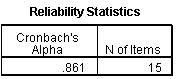 Reliability Statistics
Cronbach's
Alpha
N of Items
.861
15